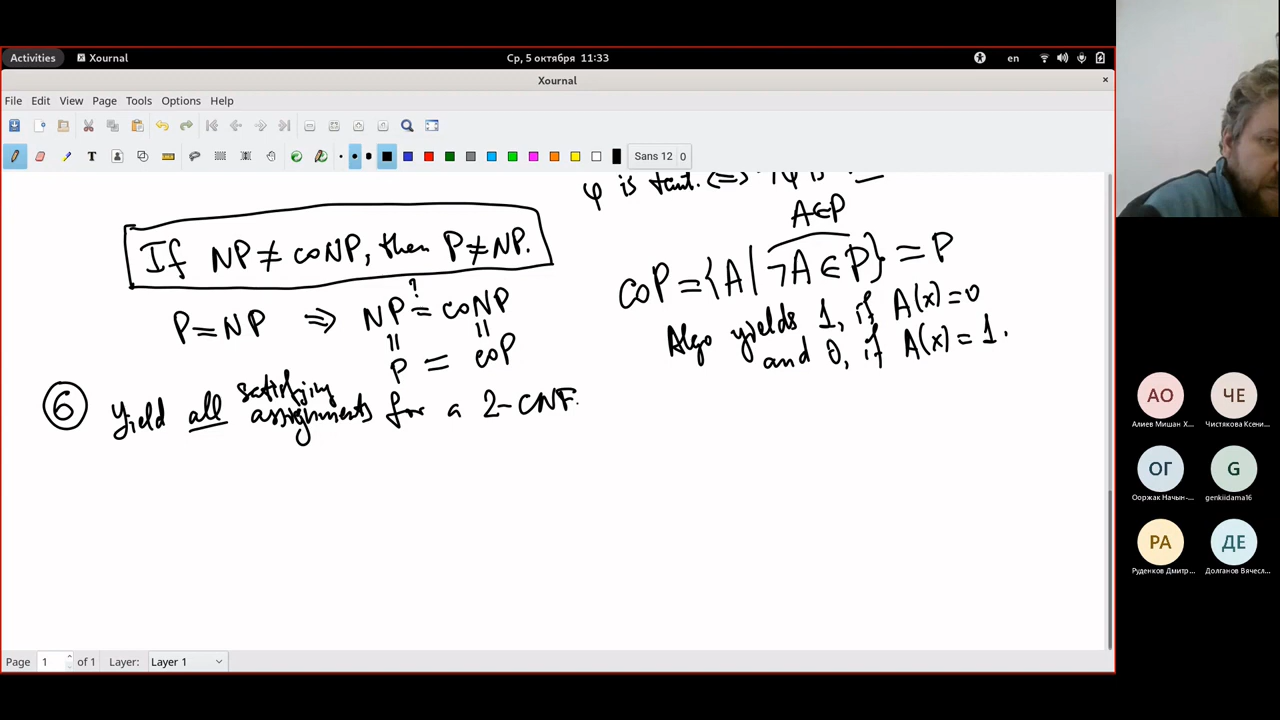 Activities
Xournal
Ср, 5 октября 11:33
en
Xournal
File Edit View Page Tools Options Help
Sans 12 0
φ is taut. ⟺ ¬φ is
If NP ≠ coNP, then P ≠ NP.
P = NP ⟹ NP ?= coNP
= =
P = coP
A ∈ P
coP = {A | ¬A ∈ P} = P
Algo yields 1, if A(x) = 0
and 0, if A(x) = 1.
6 Yield all satisfying assignments for a 2-CNF.
Page 1 of 1 Layer: Layer 1
АО
Алиев Мишан Х...
ЧЕ
Чистякова Ксени...
ОГ
Ооржак Начын-...
G
genkiidama16
РА
Руденков Дмитр...
ДЕ
Долганов Вячесл...